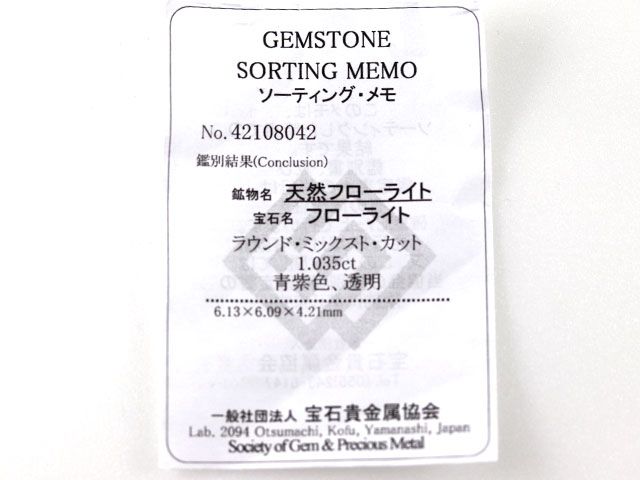 GEMSTONE
SORTING MEMO
ソーティング・メモ
No. 42108042
鑑別結果(Conclusion)
鉱物名 天然フローライト
宝石名 フローライト
ラウンド・ミックスト・カット
1.035ct
青紫色、透明
6.13×6.09×4.21mm
一般社団法人 宝石貴金属協会
Lab. 2094 Otsumachi, Kofu, Yamanashi, Japan
Society of Gem & Precious Metal